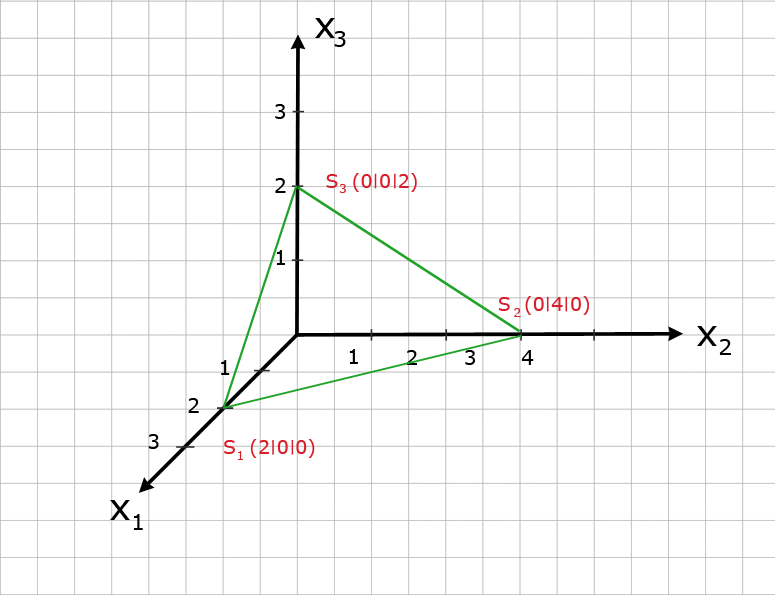 X₃
3
2
S₃ (0|0|2)
1
S₂ (0|4|0)
X₂
1 2 3 4
1
2
3
S₁ (2|0|0)
X₁